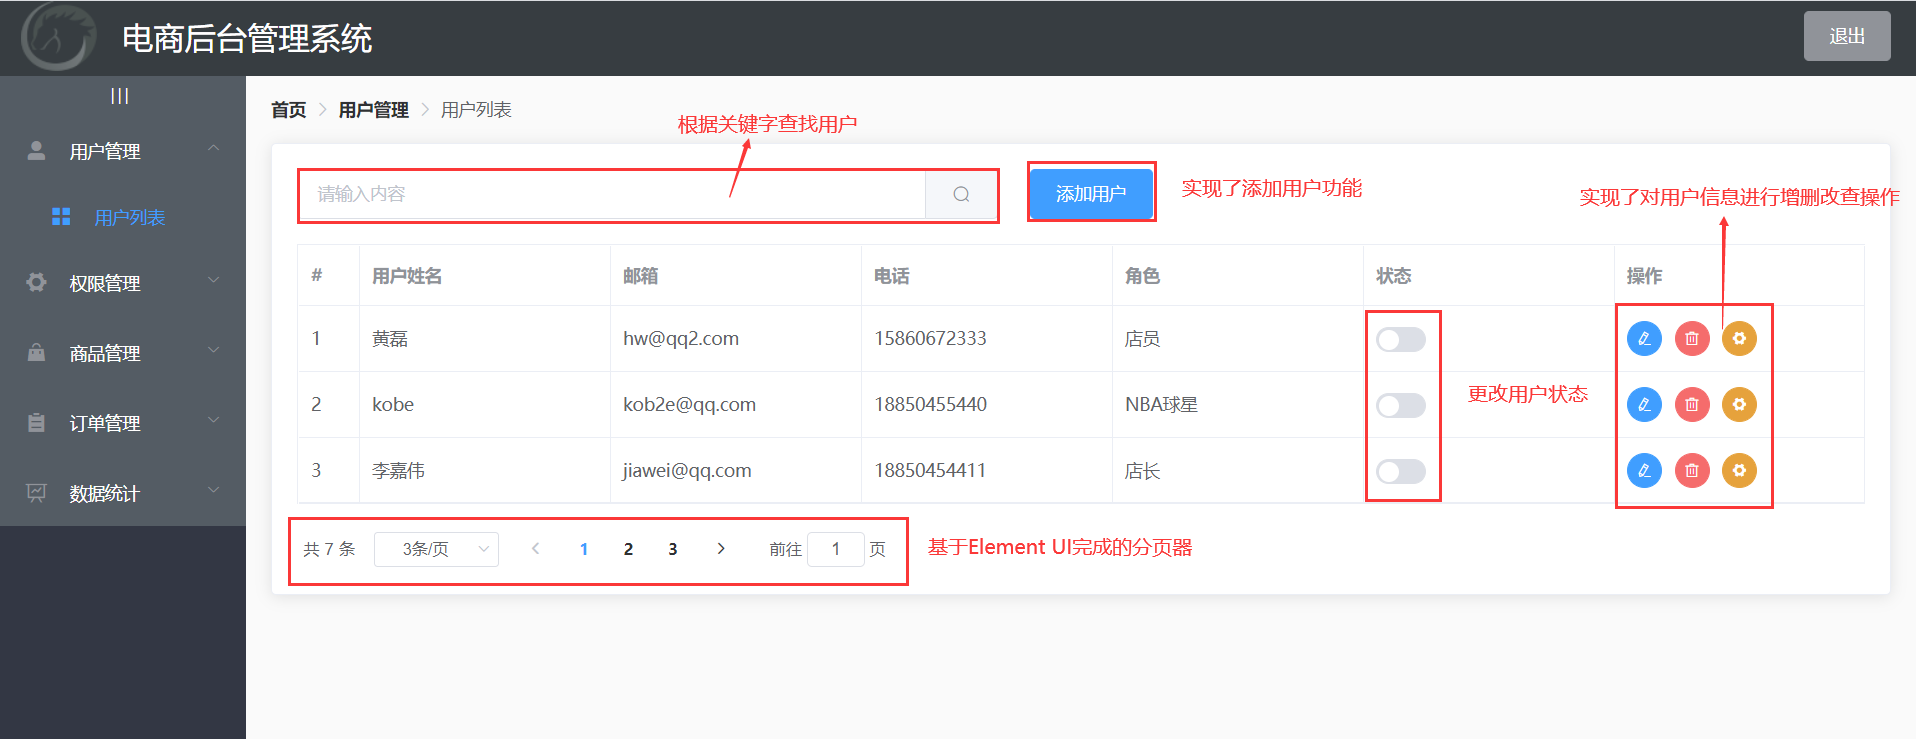 电商后台管理系统
退出
|||
首页 > 用户管理 > 用户列表
根据关键字查找用户
用户管理
请输入内容
添加用户
实现了添加用户功能
实现了对用户信息进行增删改查操作
用户列表
# 用户姓名 邮箱 电话 角色 状态 操作
权限管理
1 黄磊 hw@qq2.com 15860672333 店员
商品管理
更改用户状态
2 kobe kob2e@qq.com 18850455440 NBA球星
订单管理
3 李嘉伟 jiawei@qq.com 18850454411 店长
数据统计
共 7 条 3条/页 < 1 2 3 > 前往 1 页
基于Element UI完成的分页器